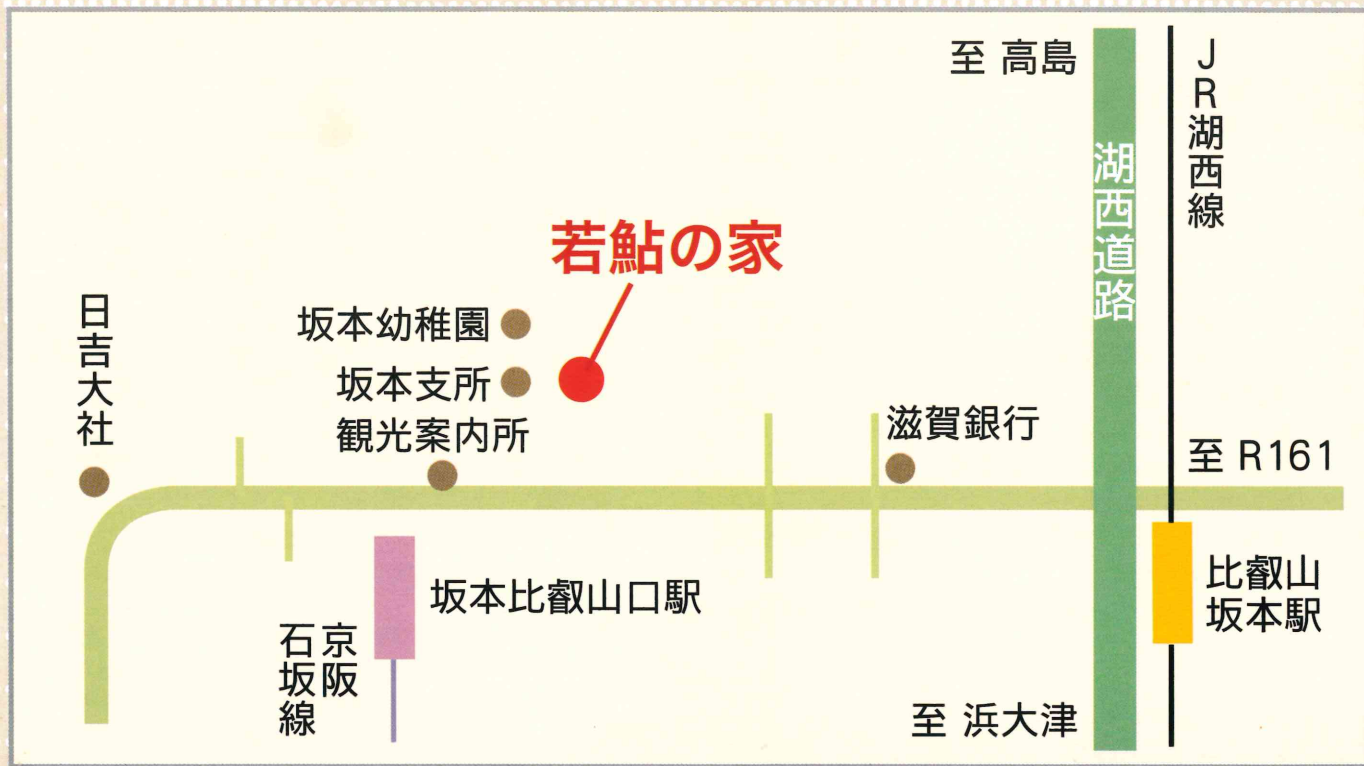 至 高島
JR湖西線
湖西道路
若鮎の家
日吉大社
坂本幼稚園
坂本支所
観光案内所
滋賀銀行
至 R161
坂本比叡山口駅
比叡山
坂本駅
京阪
石坂線
至 浜大津